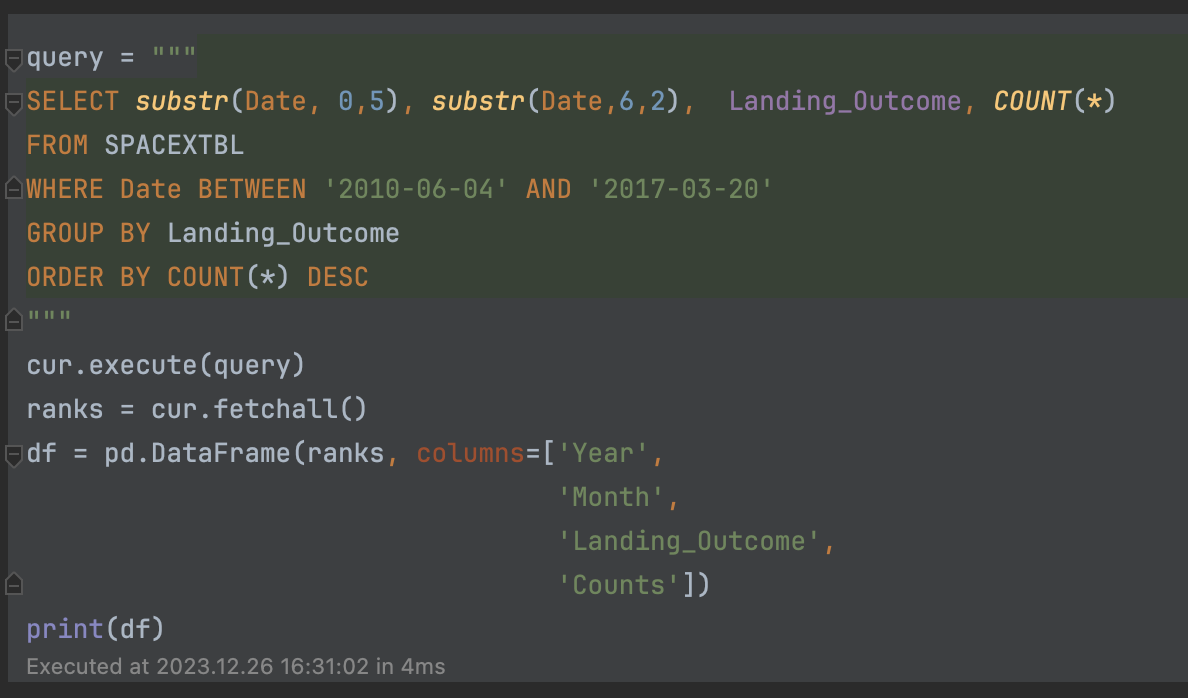 query = """
SELECT substr(Date, 0,5), substr(Date,6,2),  Landing_Outcome, COUNT(*)
FROM SPACEXTBL
WHERE Date BETWEEN '2010-06-04' AND '2017-03-20'
GROUP BY Landing_Outcome
ORDER BY COUNT(*) DESC
"""
cur.execute(query)
ranks = cur.fetchall()
df = pd.DataFrame(ranks, columns=['Year',
                                  'Month',
                                  'Landing_Outcome',
                                  'Counts'])
print(df)
Executed at 2023.12.26 16:31:02 in 4ms